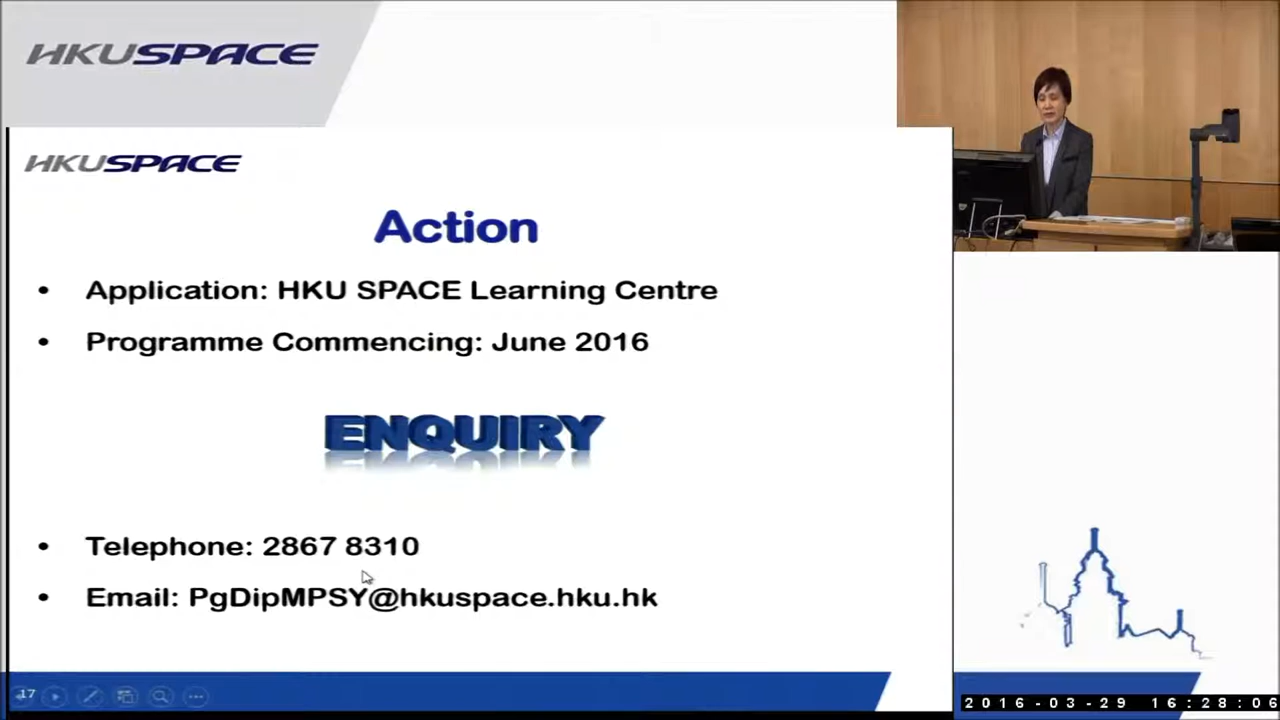 HKUSPACE
HKUSPACE
Action
• Application: HKU SPACE Learning Centre
• Programme Commencing: June 2016
ENQUIRY
• Telephone: 2867 8310
• Email: PgDipMPSY@hkuspace.hku.hk
17
2016-03-29 16:28:06